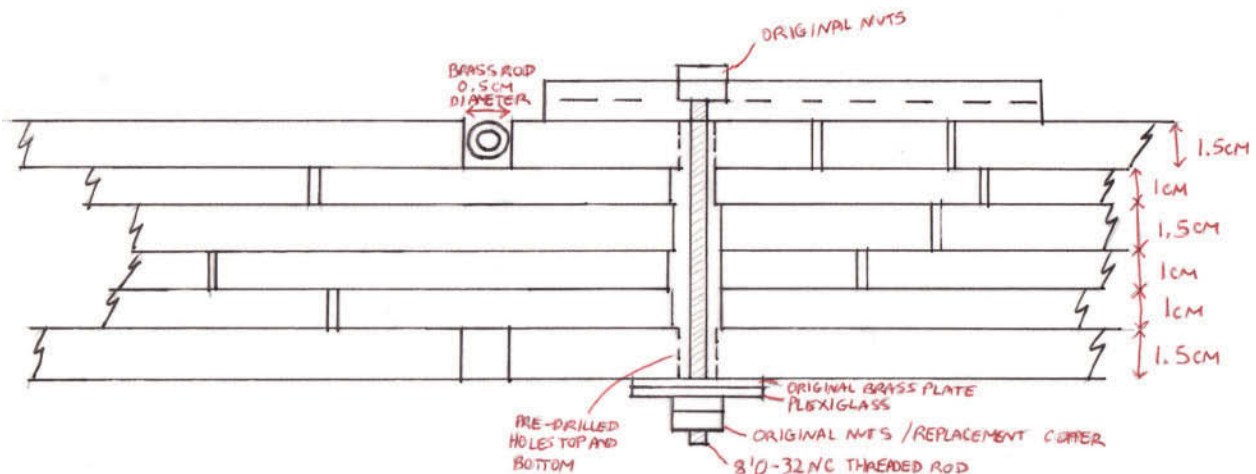 ORIGINAL NUTS
BRASS ROD
0.5CM
DIAMETER
1.5CM
1CM
1.5CM
1CM
1CM
1.5CM
ORIGINAL BRASS PLATE
PLEXIGLASS
PRE-DRILLED
HOLES TOP AND
BOTTOM
ORIGINAL NUTS / REPLACEMENT COPPER
8'0-32NC THREADED ROD